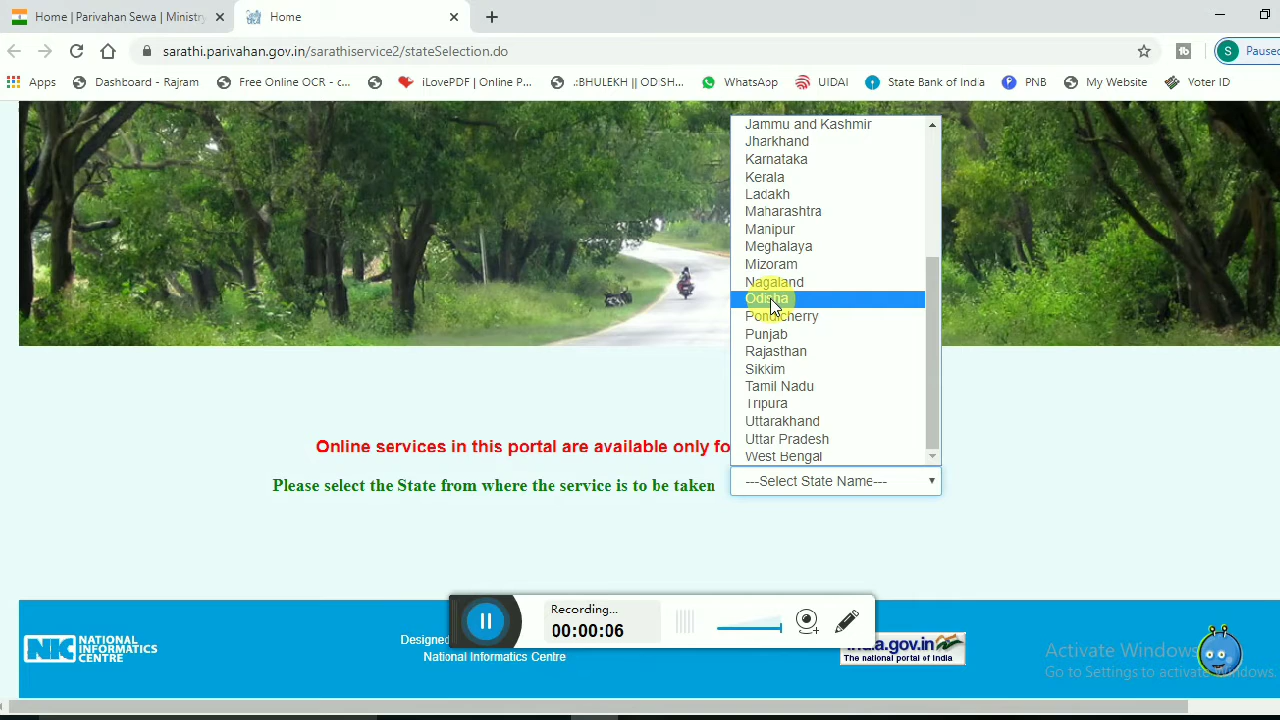 Home | Parivahan Sewa | Ministry
Home
sarathi.parivahan.gov.in/sarathiservice2/stateSelection.do
S
Paused
Apps
Dashboard - Rajram
Free Online OCR - c...
iLovePDF | Online P...
.:BHULEKH || ODISH...
WhatsApp
UIDAI
State Bank of India
PNB
My Website
Voter ID
Jammu and Kashmir
Jharkhand
Karnataka
Kerala
Ladakh
Maharashtra
Manipur
Meghalaya
Mizoram
Nagaland
Odisha
Pondicherry
Punjab
Rajasthan
Sikkim
Tamil Nadu
Tripura
Uttarakhand
Uttar Pradesh
West Bengal
Online services in this portal are available only fo
Please select the State from where the service is to be taken
---Select State Name---
Recording...
00:00:06
NIC NATIONAL INFORMATICS CENTRE
Designed
National Informatics Centre
india.gov.in
The national portal of India
Activate Windows
Go to Settings to activate Windows.